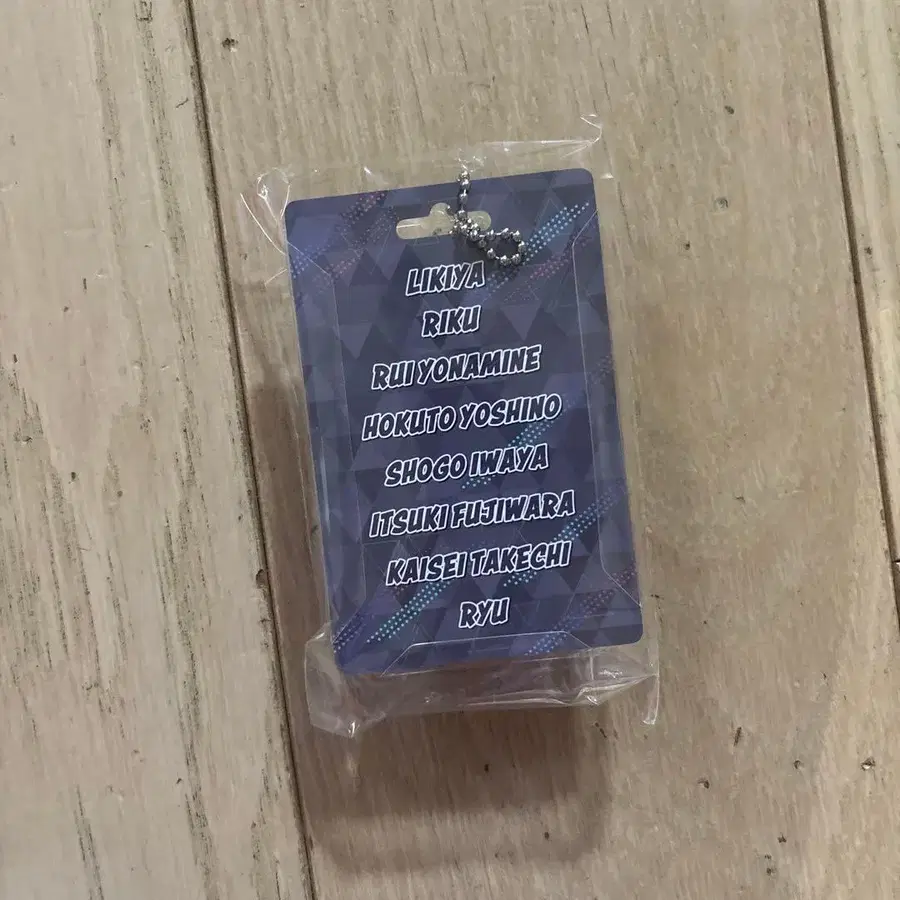 LIKIYA
RIKU
RUI YONAMINE
HOKUTO YOSHINO
SHOGO IWAYA
ITSUKI FUJIWARA
KAISEI TAKECHI
RYU